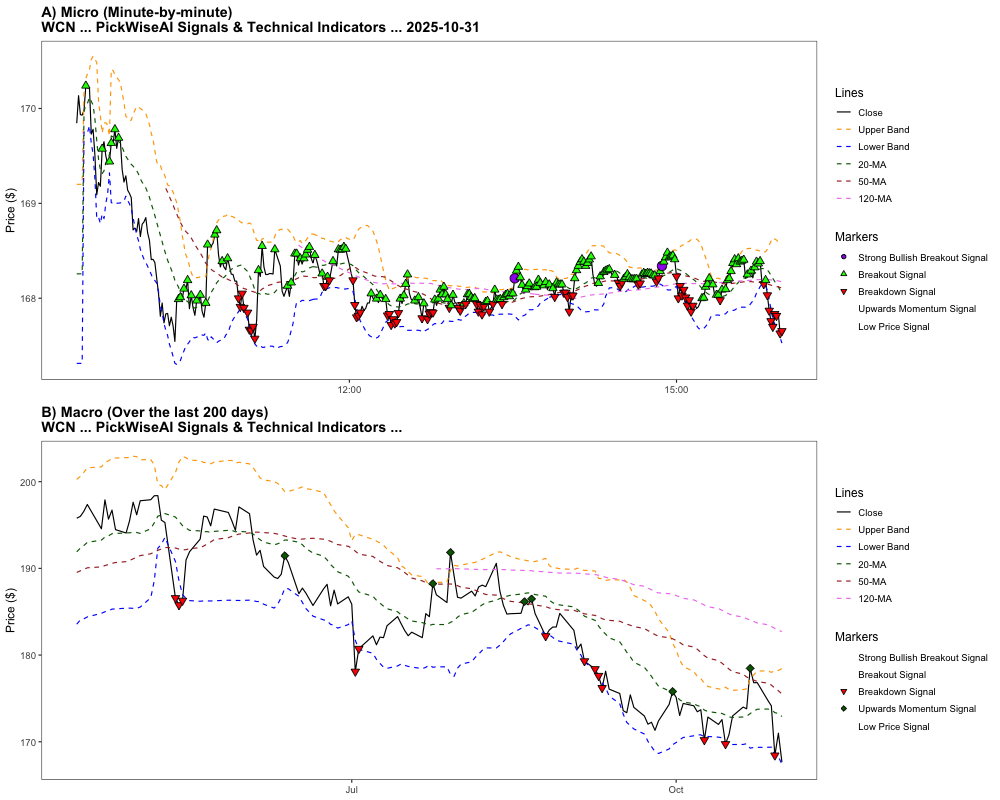 A) Micro (Minute-by-minute)
WCN ... PickWiseAI Signals & Technical Indicators ... 2025-10-31
Price ($)
170
169
168
12:00
15:00
Lines
Close
Upper Band
Lower Band
20-MA
50-MA
120-MA
Markers
Strong Bullish Breakout Signal
Breakout Signal
Breakdown Signal
Upwards Momentum Signal
Low Price Signal
B) Macro (Over the last 200 days)
WCN ... PickWiseAI Signals & Technical Indicators ...
Price ($)
200
190
180
170
Jul
Oct
Lines
Close
Upper Band
Lower Band
20-MA
50-MA
120-MA
Markers
Strong Bullish Breakout Signal
Breakout Signal
Breakdown Signal
Upwards Momentum Signal
Low Price Signal